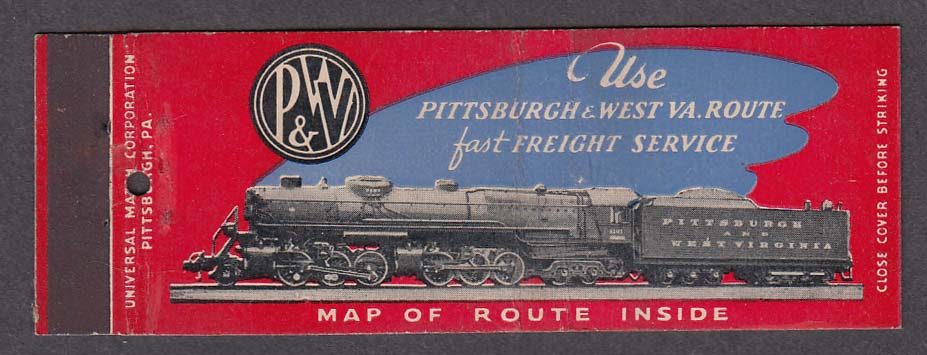 UNIVERSAL MATCH CORPORATION
PITTSBURGH, PA.
P&WV
Use
PITTSBURGH & WEST VA. ROUTE
fast FREIGHT SERVICE
PITTSBURGH
AND
WEST VIRGINIA
MAP OF ROUTE INSIDE
CLOSE COVER BEFORE STRIKING